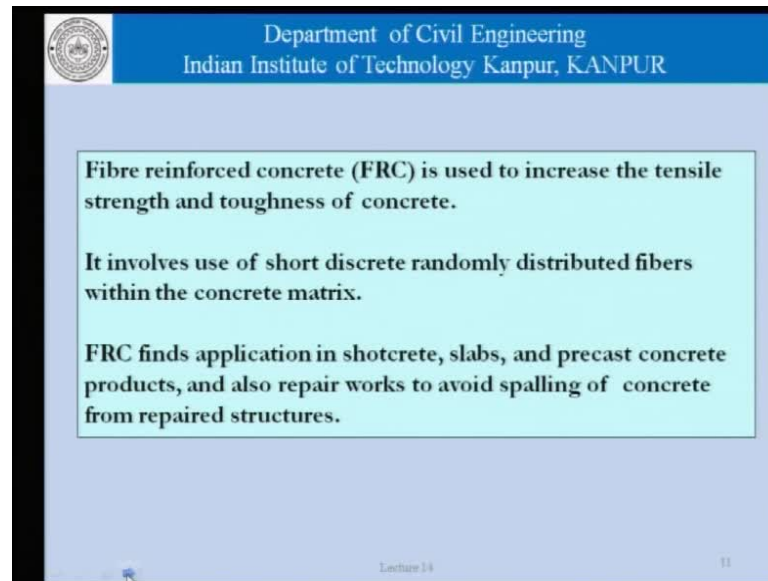 Department of Civil Engineering
Indian Institute of Technology Kanpur, KANPUR
Fibre reinforced concrete (FRC) is used to increase the tensile
strength and toughness of concrete.
It involves use of short discrete randomly distributed fibers
within the concrete matrix.
FRC finds application in shotcrete, slabs, and precast concrete
products, and also repair works to avoid spalling of concrete
from repaired structures.
Lecture 14
11